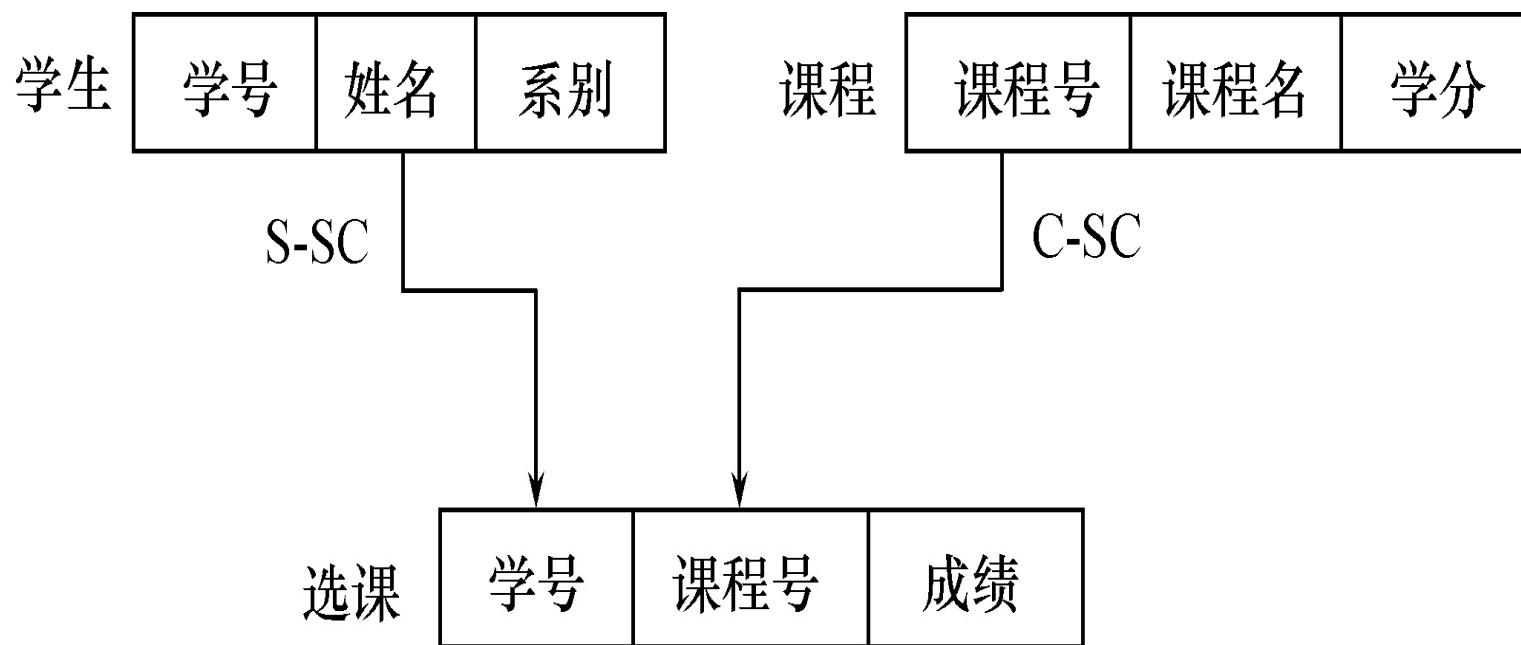 学生 学号 姓名 系别 课程 课程号 课程名 学分
S-SC C-SC
选课 学号 课程号 成绩